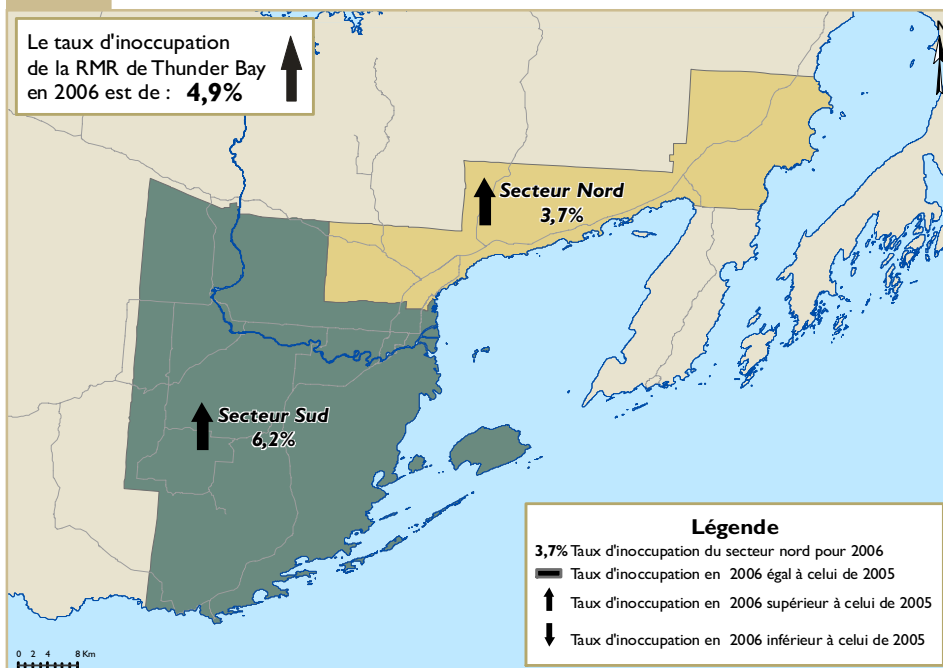 Le taux d'inoccupation
de la RMR de Thunder Bay
en 2006 est de : 4,9%
N
Secteur Nord
3,7%
Secteur Sud
6,2%
Légende
3,7% Taux d'inoccupation du secteur nord pour 2006
Taux d'inoccupation en 2006 égal à celui de 2005
Taux d'inoccupation en 2006 supérieur à celui de 2005
Taux d'inoccupation en 2006 inférieur à celui de 2005
0 2 4 8 Km